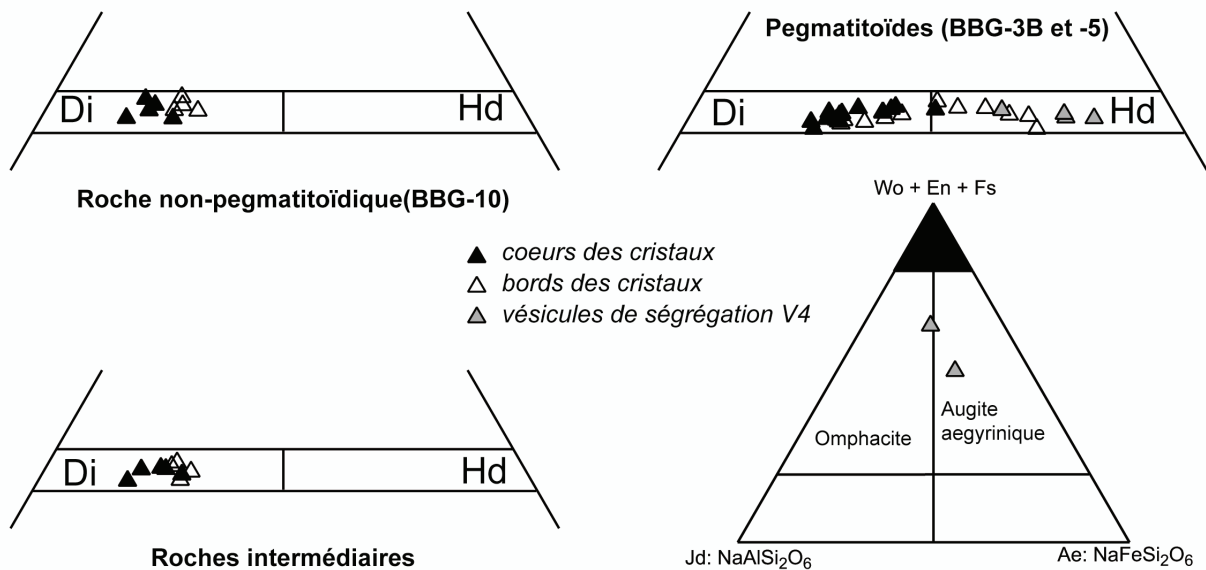 Di
Hd
Roche non-pegmatitoïdique(BBG-10)
Pegmatitoïdes (BBG-3B et -5)
Di
Hd
Wo + En + Fs
coeurs des cristaux
bords des cristaux
vésicules de ségrégation V4
Omphacite
Augite
aegyrinique
Jd: NaAlSi₂O₆
Ae: NaFeSi₂O₆
Di
Hd
Roches intermédiaires